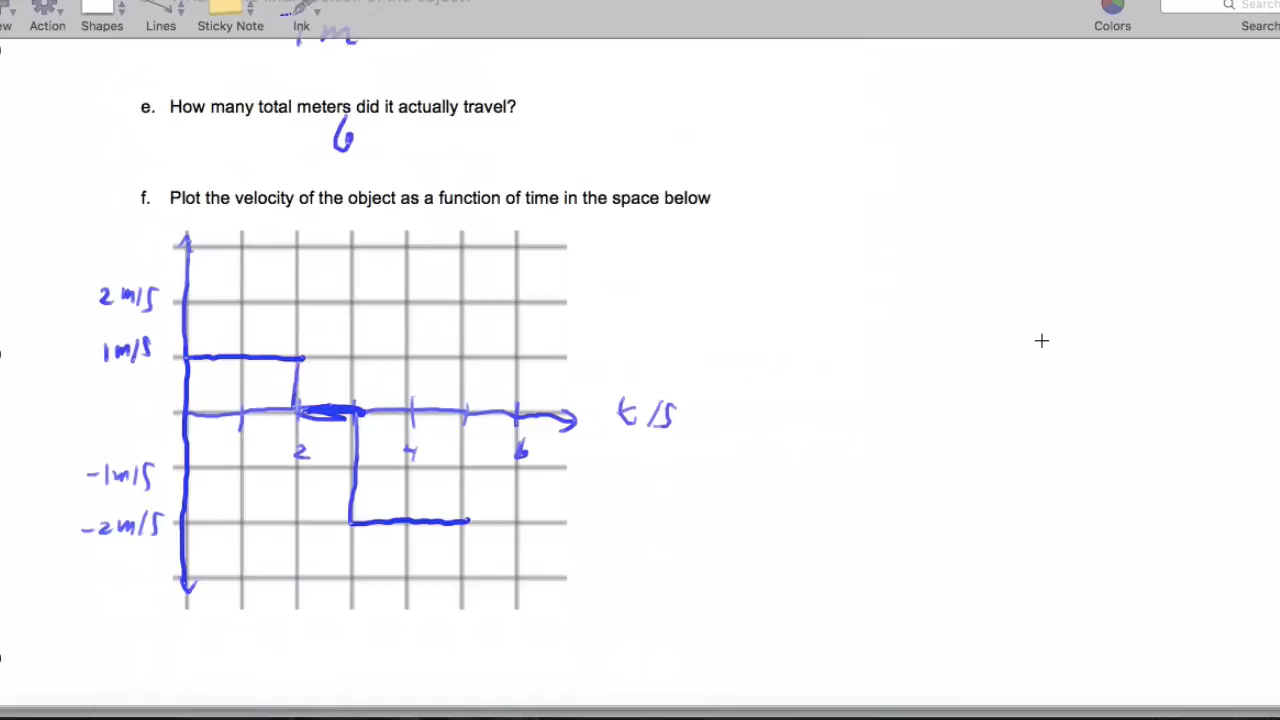 Action Shapes Lines Sticky Note Ink Colors Search
1 m
e. How many total meters did it actually travel?
6
f. Plot the velocity of the object as a function of time in the space below
2 m/s
1 m/s
t/s
2 4 6
-1 m/s
-2 m/s